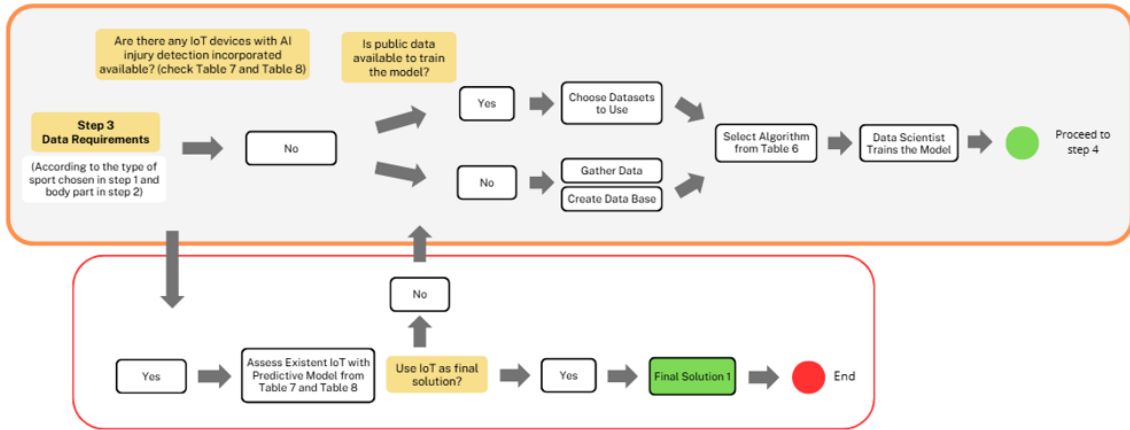 Are there any IoT devices with AI
injury detection incorporated
available? (check Table 7 and Table 8)
Is public data
available to train
the model?
Step 3
Data Requirements
(According to the type of
sport chosen in step 1 and
body part in step 2)
No
Yes
Choose Datasets
to Use
No
Gather Data
Create Data Base
Select Algorithm
from Table 6
Data Scientist
Trains the Model
Proceed to
step 4
No
Yes
Assess Existent IoT with
Predictive Model from
Table 7 and Table 8
Use IoT as final
solution?
Yes
Final Solution 1
End